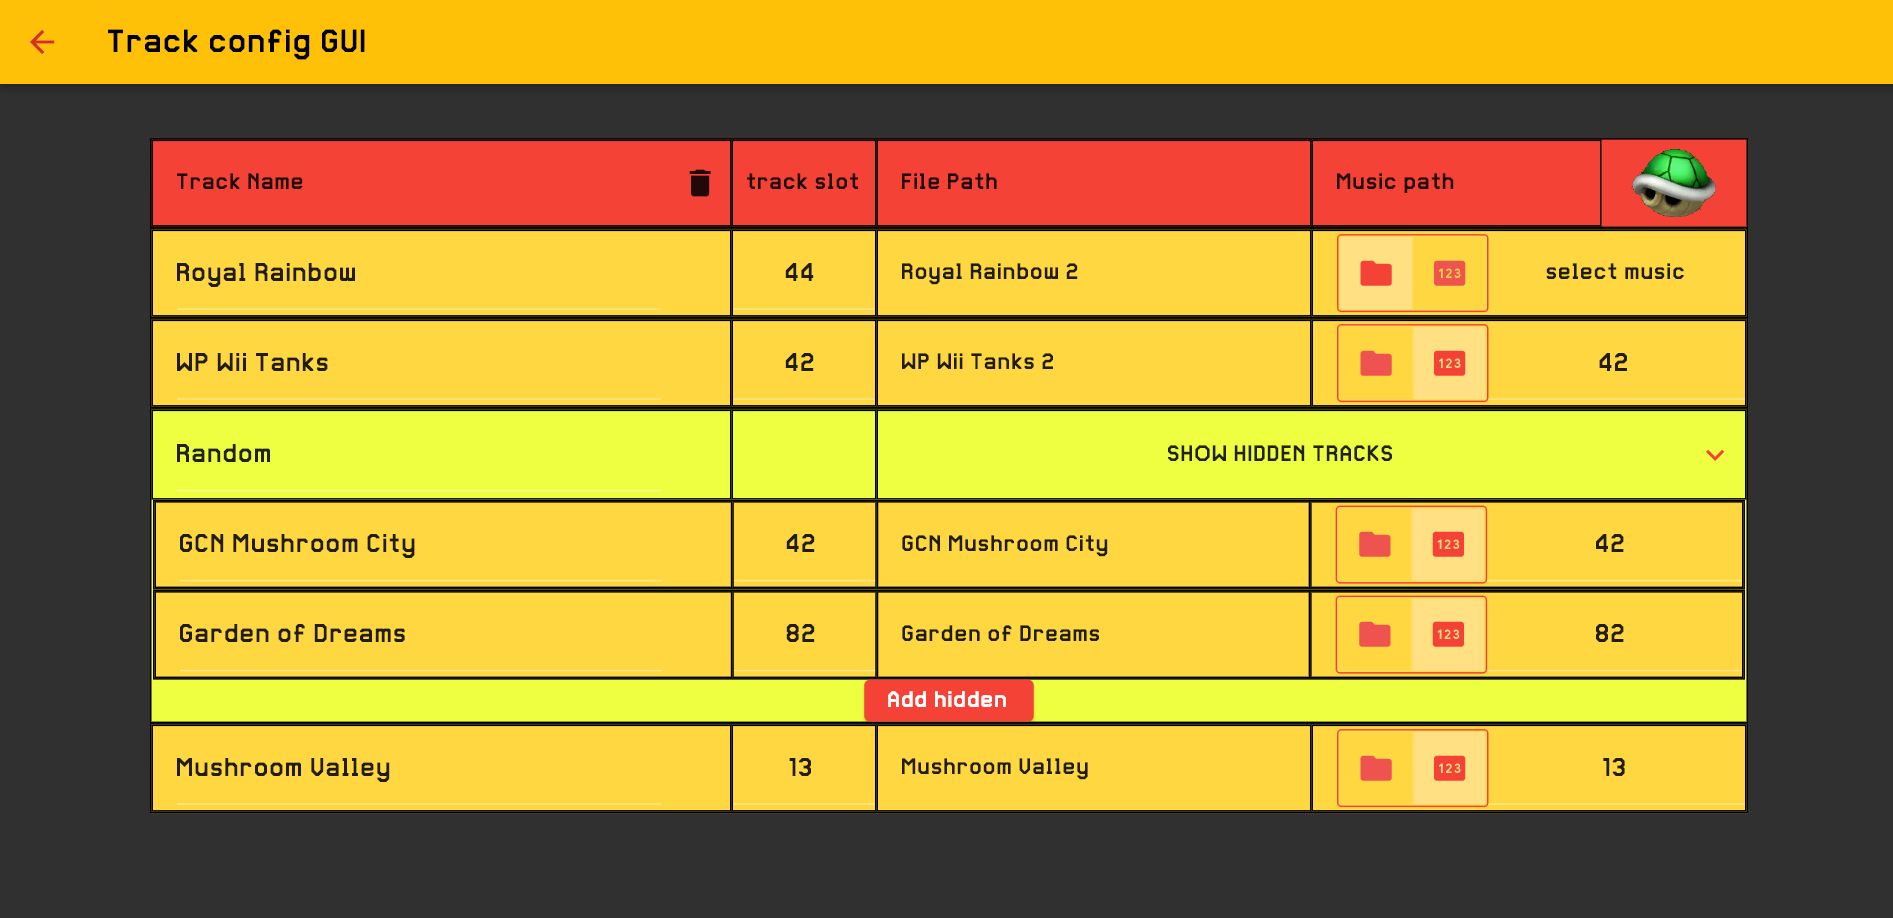 Track config GUI
Track Name track slot File Path Music path
Royal Rainbow 44 Royal Rainbow 2 123 select music
WP Wii Tanks 42 WP Wii Tanks 2 123 42
Random SHOW HIDDEN TRACKS
GCN Mushroom City 42 GCN Mushroom City 123 42
Garden of Dreams 82 Garden of Dreams 123 82
Add hidden
Mushroom Valley 13 Mushroom Valley 123 13